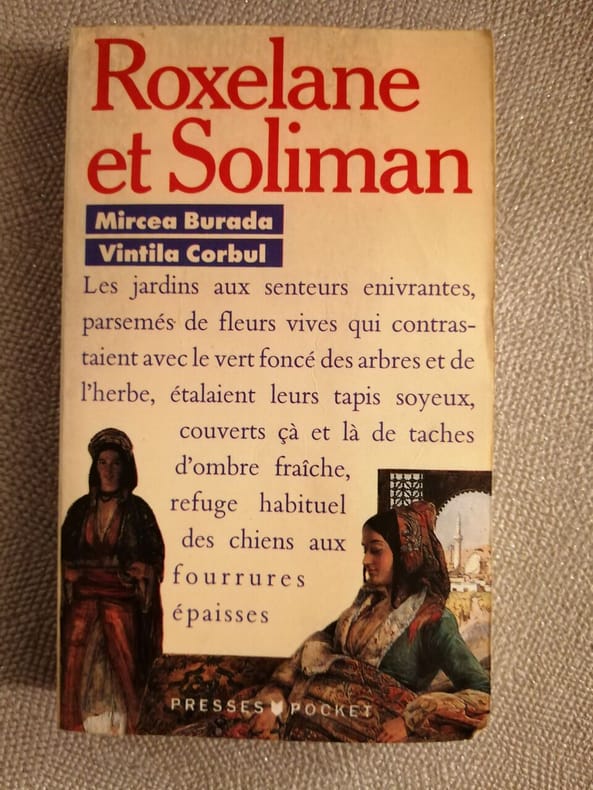 Roxelane
et Soliman
Mircea Burada
Vintila Corbul
Les jardins aux senteurs enivrantes,
parsemés de fleurs vives qui contras-
taient avec le vert foncé des arbres et de
l'herbe, étalaient leurs tapis soyeux,
couverts çà et là de taches
d'ombre fraîche,
refuge habituel
des chiens aux
fourrures
épaisses
PRESSES POCKET